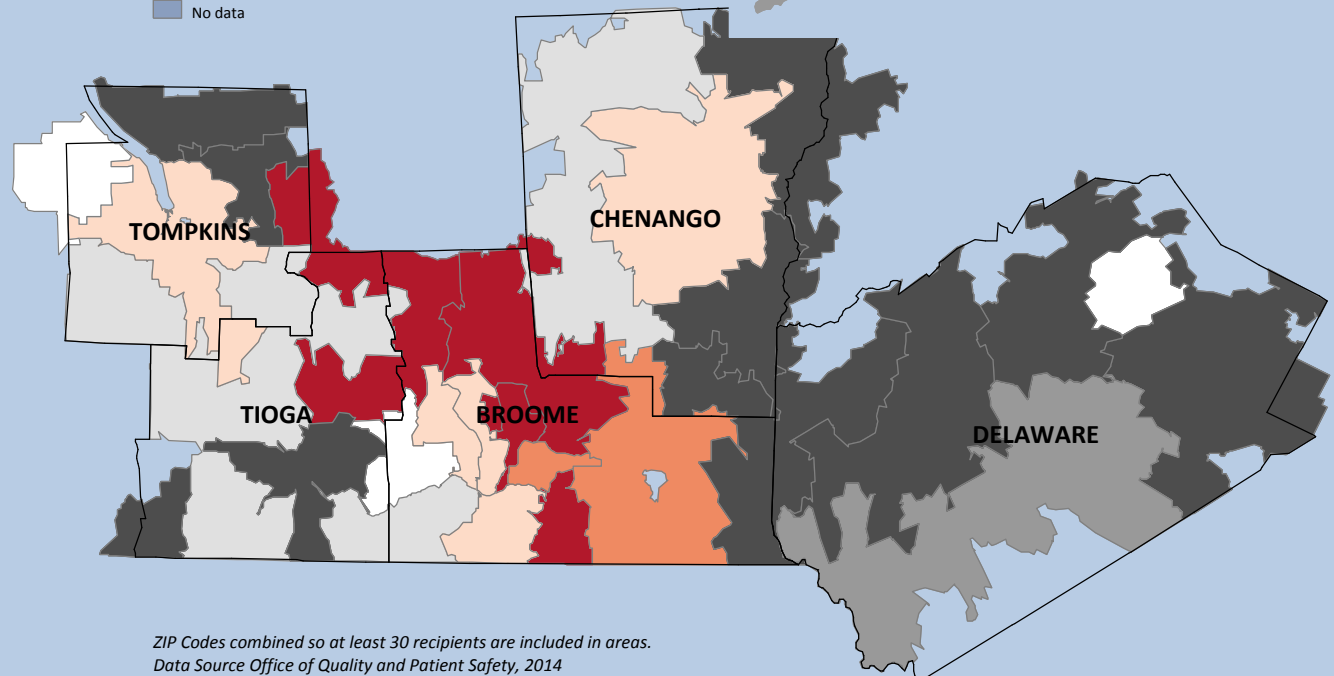 No data
CHENANGO
TOMPKINS
TIOGA
BROOME
DELAWARE
ZIP Codes combined so at least 30 recipients are included in areas.
Data Source Office of Quality and Patient Safety, 2014